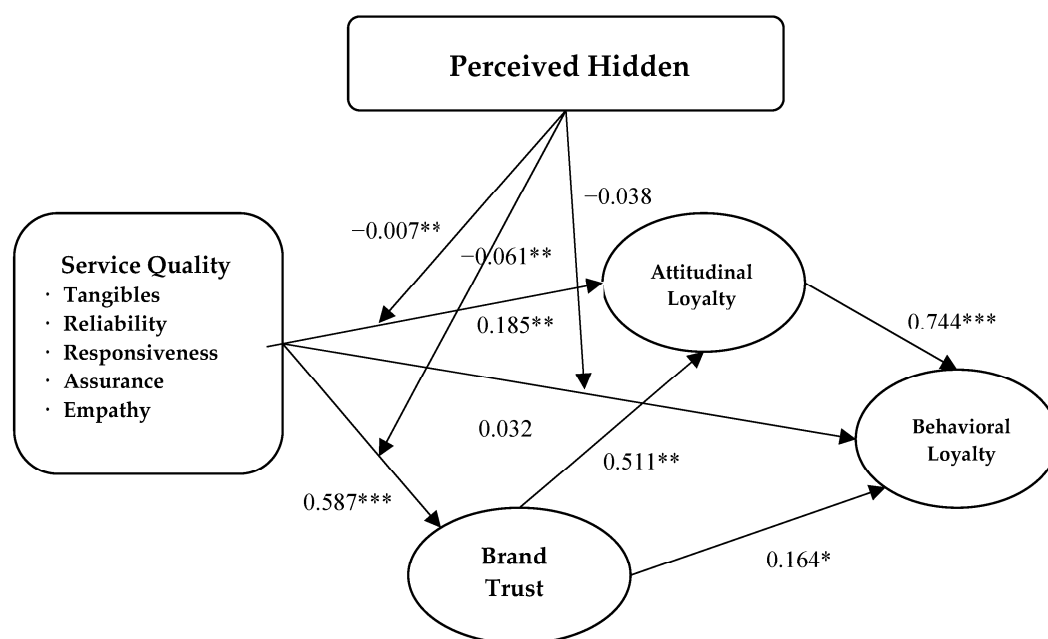 Perceived Hidden
−0.038
−0.007**
−0.061**
Service Quality
· Tangibles
· Reliability
· Responsiveness
· Assurance
· Empathy
Attitudinal
Loyalty
0.185**
0.744***
0.032
0.511**
Behavioral
Loyalty
0.587***
Brand
Trust
0.164*